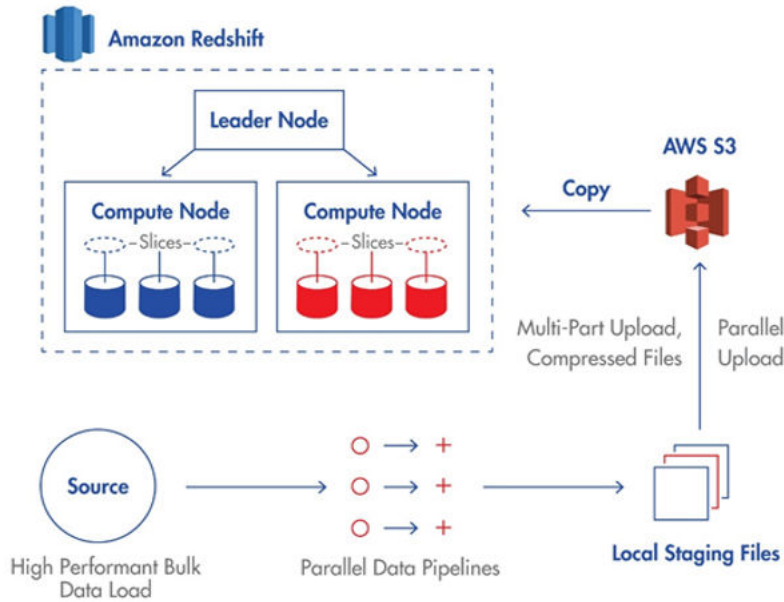 Amazon Redshift
Leader Node
Compute Node
-Slices-
Compute Node
-Slices-
AWS S3
Copy
Multi-Part Upload,
Compressed Files
Parallel
Upload
Source
High Performant Bulk
Data Load
Parallel Data Pipelines
Local Staging Files